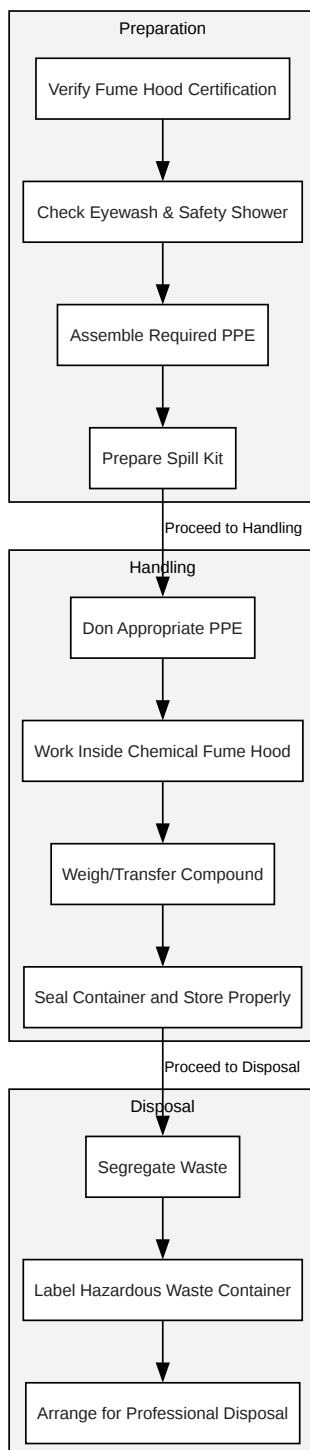 Preparation
Verify Fume Hood Certification
Check Eyewash & Safety Shower
Assemble Required PPE
Prepare Spill Kit
Proceed to Handling
Handling
Don Appropriate PPE
Work Inside Chemical Fume Hood
Weigh/Transfer Compound
Seal Container and Store Properly
Proceed to Disposal
Disposal
Segregate Waste
Label Hazardous Waste Container
Arrange for Professional Disposal